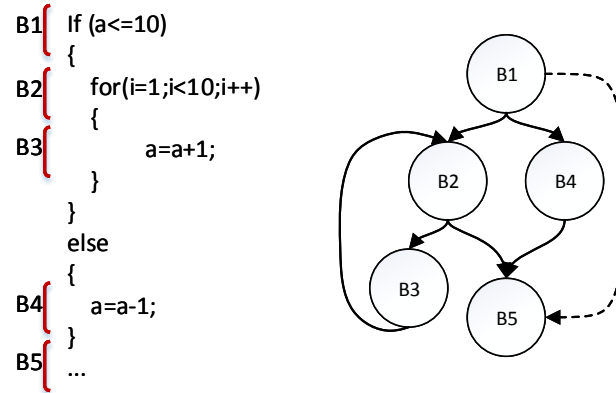 B1 If (a<=10)
{
B2 for(i=1;i<10;i++)
{
B3 a=a+1;
}
}
else
{
B4 a=a-1;
}
B5 ...
B1
B2
B4
B3
B5